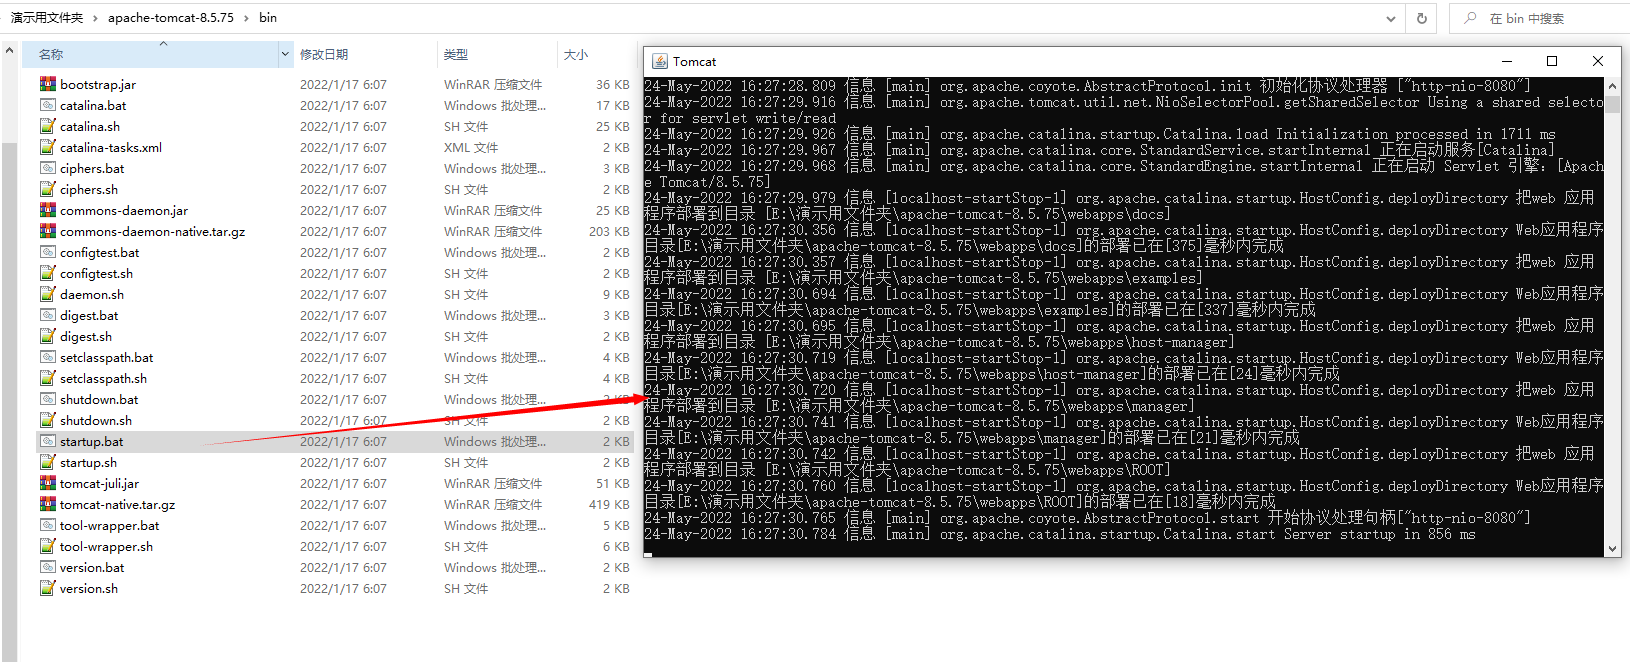 演示用文件夹 › apache-tomcat-8.5.75 › bin
在 bin 中搜索
名称 修改日期 类型 大小
bootstrap.jar 2022/1/17 6:07 WinRAR 压缩文件 36 KB
catalina.bat 2022/1/17 6:07 Windows 批处理... 17 KB
catalina.sh 2022/1/17 6:07 SH 文件 25 KB
catalina-tasks.xml 2022/1/17 6:07 XML 文件 2 KB
ciphers.bat 2022/1/17 6:07 Windows 批处理... 3 KB
ciphers.sh 2022/1/17 6:07 SH 文件 2 KB
commons-daemon.jar 2022/1/17 6:07 WinRAR 压缩文件 25 KB
commons-daemon-native.tar.gz 2022/1/17 6:07 WinRAR 压缩文件 203 KB
configtest.bat 2022/1/17 6:07 Windows 批处理... 2 KB
configtest.sh 2022/1/17 6:07 SH 文件 2 KB
daemon.sh 2022/1/17 6:07 SH 文件 9 KB
digest.bat 2022/1/17 6:07 Windows 批处理... 3 KB
digest.sh 2022/1/17 6:07 SH 文件 2 KB
setclasspath.bat 2022/1/17 6:07 Windows 批处理... 4 KB
setclasspath.sh 2022/1/17 6:07 SH 文件 4 KB
shutdown.bat 2022/1/17 6:07 Windows 批处理... 2 KB
shutdown.sh 2022/1/17 6:07 SH 文件 2 KB
startup.bat 2022/1/17 6:07 Windows 批处理... 2 KB
startup.sh 2022/1/17 6:07 SH 文件 2 KB
tomcat-juli.jar 2022/1/17 6:07 WinRAR 压缩文件 51 KB
tomcat-native.tar.gz 2022/1/17 6:07 WinRAR 压缩文件 419 KB
tool-wrapper.bat 2022/1/17 6:07 Windows 批处理... 5 KB
tool-wrapper.sh 2022/1/17 6:07 SH 文件 6 KB
version.bat 2022/1/17 6:07 Windows 批处理... 2 KB
version.sh 2022/1/17 6:07 SH 文件 2 KB
Tomcat
24-May-2022 16:27:28.809 信息 [main] org.apache.coyote.AbstractProtocol.init 初始化协议处理器 ["http-nio-8080"]
24-May-2022 16:27:29.916 信息 [main] org.apache.tomcat.util.net.NioSelectorPool.getSharedSelector Using a shared selecto
r for servlet write/read
24-May-2022 16:27:29.926 信息 [main] org.apache.catalina.startup.Catalina.load Initialization processed in 1711 ms
24-May-2022 16:27:29.967 信息 [main] org.apache.catalina.core.StandardService.startInternal 正在启动服务[Catalina]
24-May-2022 16:27:29.968 信息 [main] org.apache.catalina.core.StandardEngine.startInternal 正在启动 Servlet 引擎：[Apach
e Tomcat/8.5.75]
24-May-2022 16:27:29.979 信息 [localhost-startStop-1] org.apache.catalina.startup.HostConfig.deployDirectory 把web 应用
程序部署到目录 [E:\演示用文件夹\apache-tomcat-8.5.75\webapps\docs]
24-May-2022 16:27:30.356 信息 [localhost-startStop-1] org.apache.catalina.startup.HostConfig.deployDirectory Web应用程序
目录[E:\演示用文件夹\apache-tomcat-8.5.75\webapps\docs]的部署已在[375]毫秒内完成
24-May-2022 16:27:30.357 信息 [localhost-startStop-1] org.apache.catalina.startup.HostConfig.deployDirectory 把web 应用
程序部署到目录 [E:\演示用文件夹\apache-tomcat-8.5.75\webapps\examples]
24-May-2022 16:27:30.694 信息 [localhost-startStop-1] org.apache.catalina.startup.HostConfig.deployDirectory Web应用程序
目录[E:\演示用文件夹\apache-tomcat-8.5.75\webapps\examples]的部署已在[337]毫秒内完成
24-May-2022 16:27:30.695 信息 [localhost-startStop-1] org.apache.catalina.startup.HostConfig.deployDirectory 把web 应用
程序部署到目录 [E:\演示用文件夹\apache-tomcat-8.5.75\webapps\host-manager]
24-May-2022 16:27:30.719 信息 [localhost-startStop-1] org.apache.catalina.startup.HostConfig.deployDirectory Web应用程序
目录[E:\演示用文件夹\apache-tomcat-8.5.75\webapps\host-manager]的部署已在[24]毫秒内完成
24-May-2022 16:27:30.720 信息 [localhost-startStop-1] org.apache.catalina.startup.HostConfig.deployDirectory 把web 应用
程序部署到目录 [E:\演示用文件夹\apache-tomcat-8.5.75\webapps\manager]
24-May-2022 16:27:30.741 信息 [localhost-startStop-1] org.apache.catalina.startup.HostConfig.deployDirectory Web应用程序
目录[E:\演示用文件夹\apache-tomcat-8.5.75\webapps\manager]的部署已在[21]毫秒内完成
24-May-2022 16:27:30.742 信息 [localhost-startStop-1] org.apache.catalina.startup.HostConfig.deployDirectory 把web 应用
程序部署到目录 [E:\演示用文件夹\apache-tomcat-8.5.75\webapps\ROOT]
24-May-2022 16:27:30.760 信息 [localhost-startStop-1] org.apache.catalina.startup.HostConfig.deployDirectory Web应用程序
目录[E:\演示用文件夹\apache-tomcat-8.5.75\webapps\ROOT]的部署已在[18]毫秒内完成
24-May-2022 16:27:30.765 信息 [main] org.apache.coyote.AbstractProtocol.start 开始协议处理句柄["http-nio-8080"]
24-May-2022 16:27:30.784 信息 [main] org.apache.catalina.startup.Catalina.start Server startup in 856 ms